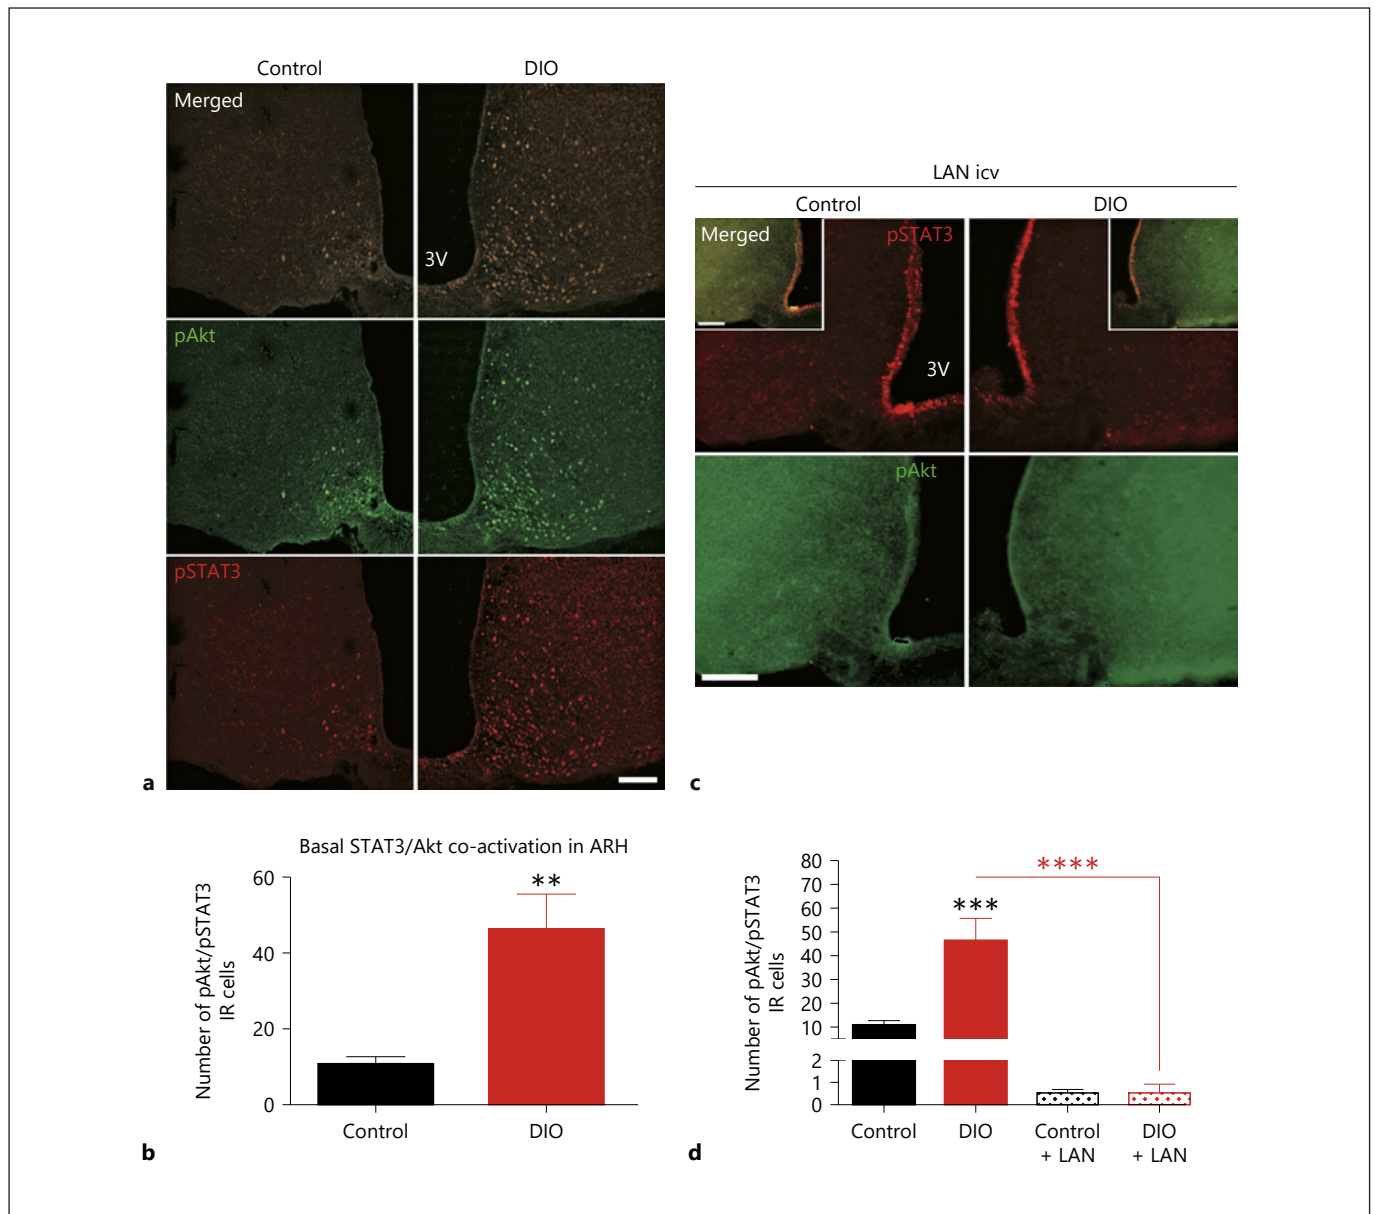 Control DIO
Merged
3V
pAkt
pSTAT3
a
LAN icv
Control DIO
Merged pSTAT3
3V
pAkt
c
Basal STAT3/Akt co-activation in ARH
Number of pAkt/pSTAT3
IR cells
60
40
20
0
**
Control DIO
b
Number of pAkt/pSTAT3
IR cells
80
70
60
50
40
30
20
10
2
1
0
***
****
Control DIO Control DIO
+ LAN + LAN
d